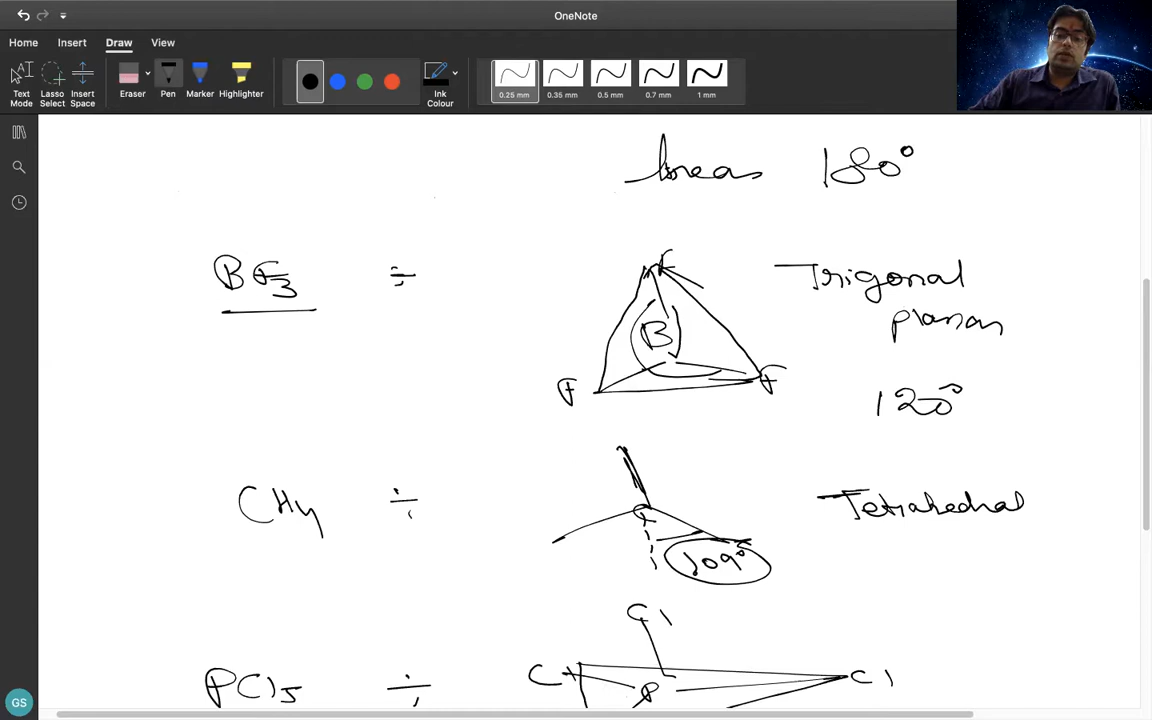 OneNote
Home Insert Draw View
Text Mode
Lasso Select
Insert Space
Eraser
Pen
Marker
Highlighter
Ink Colour
0.25 mm 0.35 mm 0.5 mm 0.7 mm 1 mm
180°
BF3 ÷
F
B
F F
Trigonal
planar
120°
CH4 ÷
C
109°
Tetrahedral
PCl5 ÷
Cl
Cl P Cl
GS